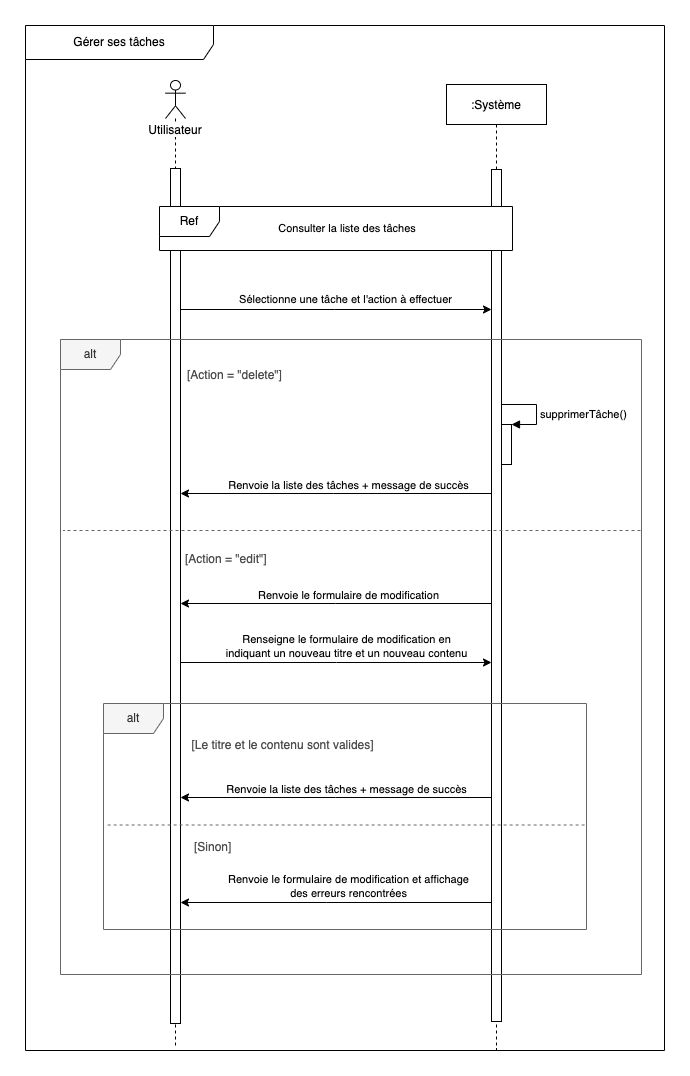 Gérer ses tâches
:Système
Utilisateur
Ref
Consulter la liste des tâches
Sélectionne une tâche et l'action à effectuer
alt
[Action = "delete"]
supprimerTâche()
Renvoie la liste des tâches + message de succès
[Action = "edit"]
Renvoie le formulaire de modification
Renseigne le formulaire de modification en
indiquant un nouveau titre et un nouveau contenu
alt
[Le titre et le contenu sont valides]
Renvoie la liste des tâches + message de succès
[Sinon]
Renvoie le formulaire de modification et affichage
des erreurs rencontrées